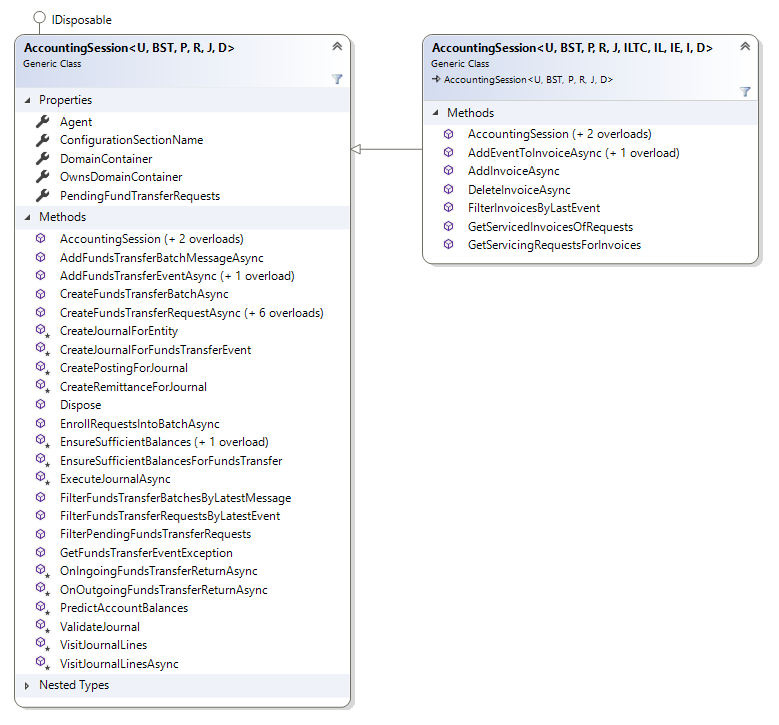 IDisposable
AccountingSession<U, BST, P, R, J, D>
Generic Class
Properties
Agent
ConfigurationSectionName
DomainContainer
OwnsDomainContainer
PendingFundTransferRequests
Methods
AccountingSession (+ 2 overloads)
AddFundsTransferBatchMessageAsync
AddFundsTransferEventAsync (+ 1 overload)
CreateFundsTransferBatchAsync
CreateFundsTransferRequestAsync (+ 6 overloads)
CreateJournalForEntity
CreateJournalForFundsTransferEvent
CreatePostingForJournal
CreateRemittanceForJournal
Dispose
EnrollRequestsIntoBatchAsync
EnsureSufficientBalances (+ 1 overload)
EnsureSufficientBalancesForFundsTransfer
ExecuteJournalAsync
FilterFundsTransferBatchesByLatestMessage
FilterFundsTransferRequestsByLatestEvent
FilterPendingFundsTransferRequests
GetFundsTransferEventException
OnIngoingFundsTransferReturnAsync
OnOutgoingFundsTransferReturnAsync
PredictAccountBalances
ValidateJournal
VisitJournalLines
VisitJournalLinesAsync
Nested Types
AccountingSession<U, BST, P, R, J, ILTC, IL, IE, I, D>
Generic Class
AccountingSession<U, BST, P, R, J, D>
Methods
AccountingSession (+ 2 overloads)
AddEventToInvoiceAsync (+ 1 overload)
AddInvoiceAsync
DeleteInvoiceAsync
FilterInvoicesByLastEvent
GetServicedInvoicesOfRequests
GetServicingRequestsForInvoices